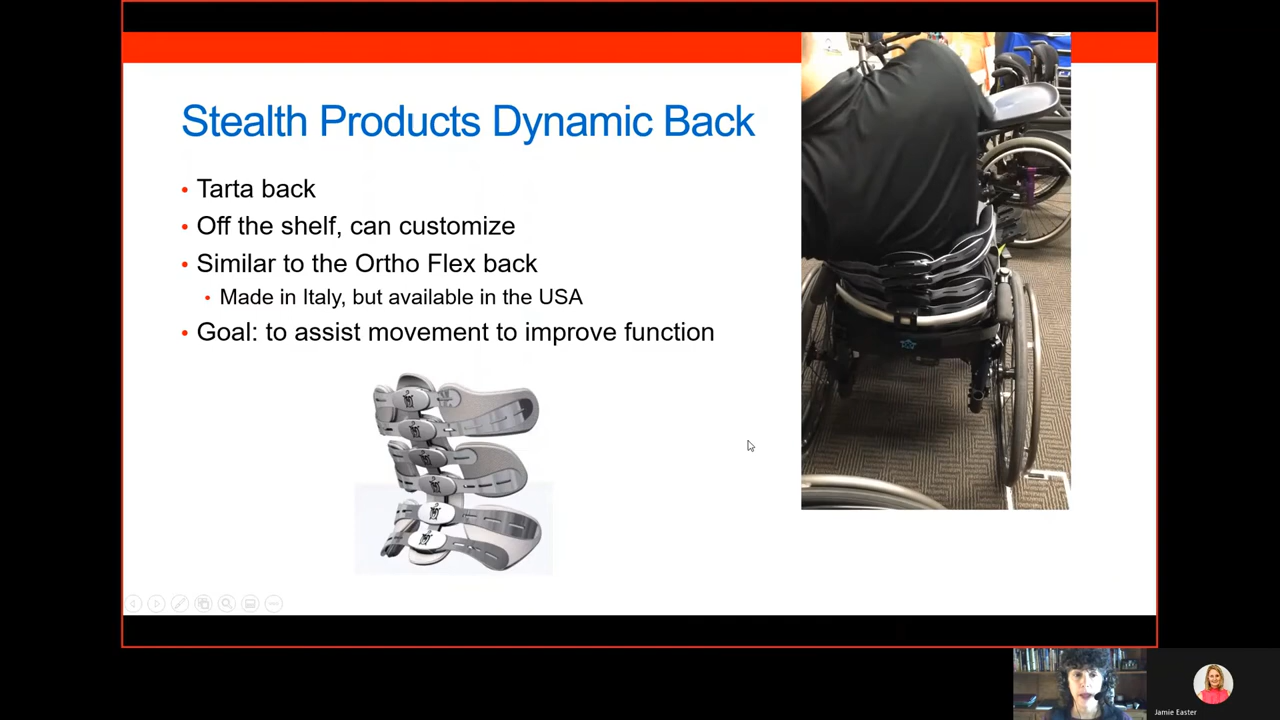 Stealth Products Dynamic Back
• Tarta back
• Off the shelf, can customize
• Similar to the Ortho Flex back
• Made in Italy, but available in the USA
• Goal: to assist movement to improve function
Jamie Easter